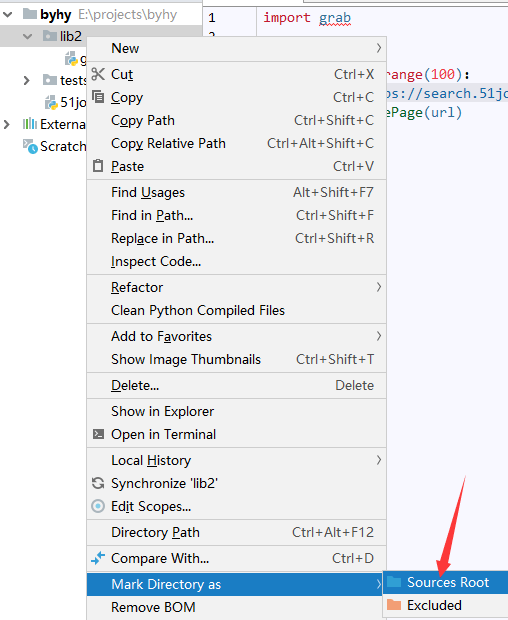 byhy E:\projects\byhy
lib2
tests
51jo
Externa
Scratch
1
2
import grab
range(100):
ps://search.51jo
ePage(url)
New
Cut Ctrl+X
Copy Ctrl+C
Copy Path Ctrl+Shift+C
Copy Relative Path Ctrl+Alt+Shift+C
Paste Ctrl+V
Find Usages Alt+Shift+F7
Find in Path... Ctrl+Shift+F
Replace in Path... Ctrl+Shift+R
Inspect Code...
Refactor
Clean Python Compiled Files
Add to Favorites
Show Image Thumbnails Ctrl+Shift+T
Delete... Delete
Show in Explorer
Open in Terminal
Local History
Synchronize 'lib2'
Edit Scopes...
Directory Path Ctrl+Alt+F12
Compare With... Ctrl+D
Mark Directory as
Sources Root
Excluded
Remove BOM